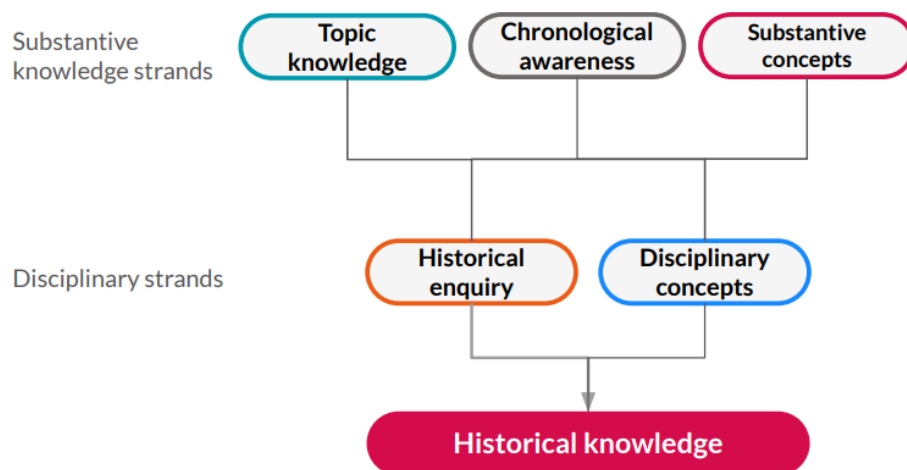 Substantive
knowledge strands
Topic
knowledge
Chronological
awareness
Substantive
concepts
Disciplinary strands
Historical
enquiry
Disciplinary
concepts
Historical knowledge